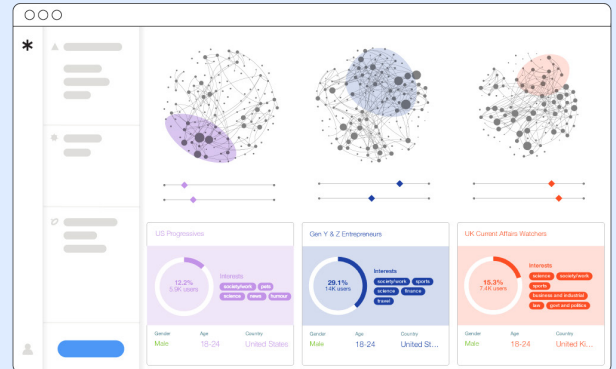 US Progressives
12.2%
5.9K users
Interests
society/work pets
science news humour
Gender Age Country
Male 18-24 United States
Gen Y & Z Entrepreneurs
29.1%
14K users
Interests
society/work sports
science finance
travel
Gender Age Country
Male 18-24 United St...
UK Current Affairs Watchers
15.3%
7.4K users
Interests
science society/work
sports
business and industrial
law govt and politics
Gender Age Country
Male 18-24 United Ki...